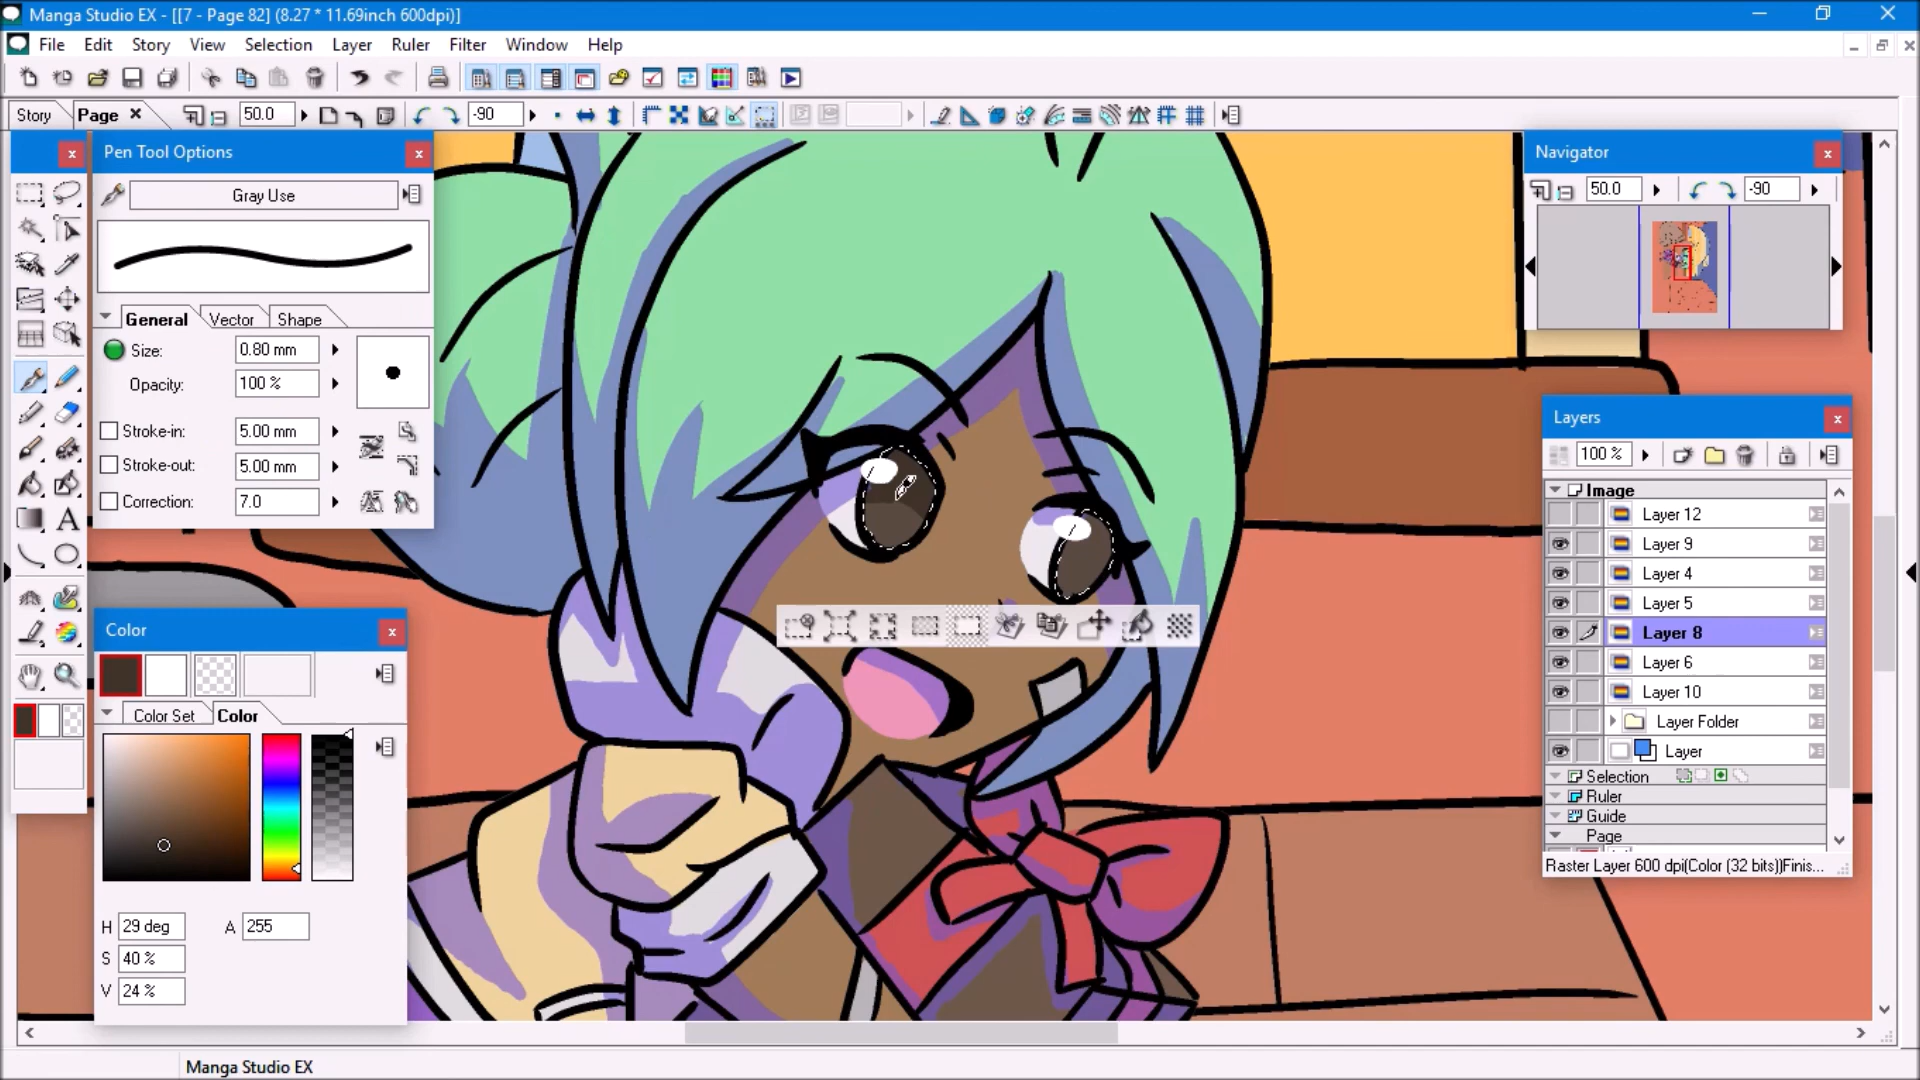 Manga Studio EX - [[7 - Page 82] (8.27 * 11.69inch 600dpi)]
File Edit Story View Selection Layer Ruler Filter Window Help
Story Page 50.0 -90
Pen Tool Options
Gray Use
General Vector Shape
Size: 0.80 mm
Opacity: 100 %
Stroke-in: 5.00 mm
Stroke-out: 5.00 mm
Correction: 7.0
A
Color
Color Set Color
H 29 deg A 255
S 40 %
V 24 %
Navigator
50.0 -90
Layers
100 %
Image
Layer 12
Layer 9
Layer 4
Layer 5
Layer 8
Layer 6
Layer 10
Layer Folder
Layer
Selection
Ruler
Guide
Page
Raster Layer 600 dpi(Color (32 bits))Finis...
Manga Studio EX